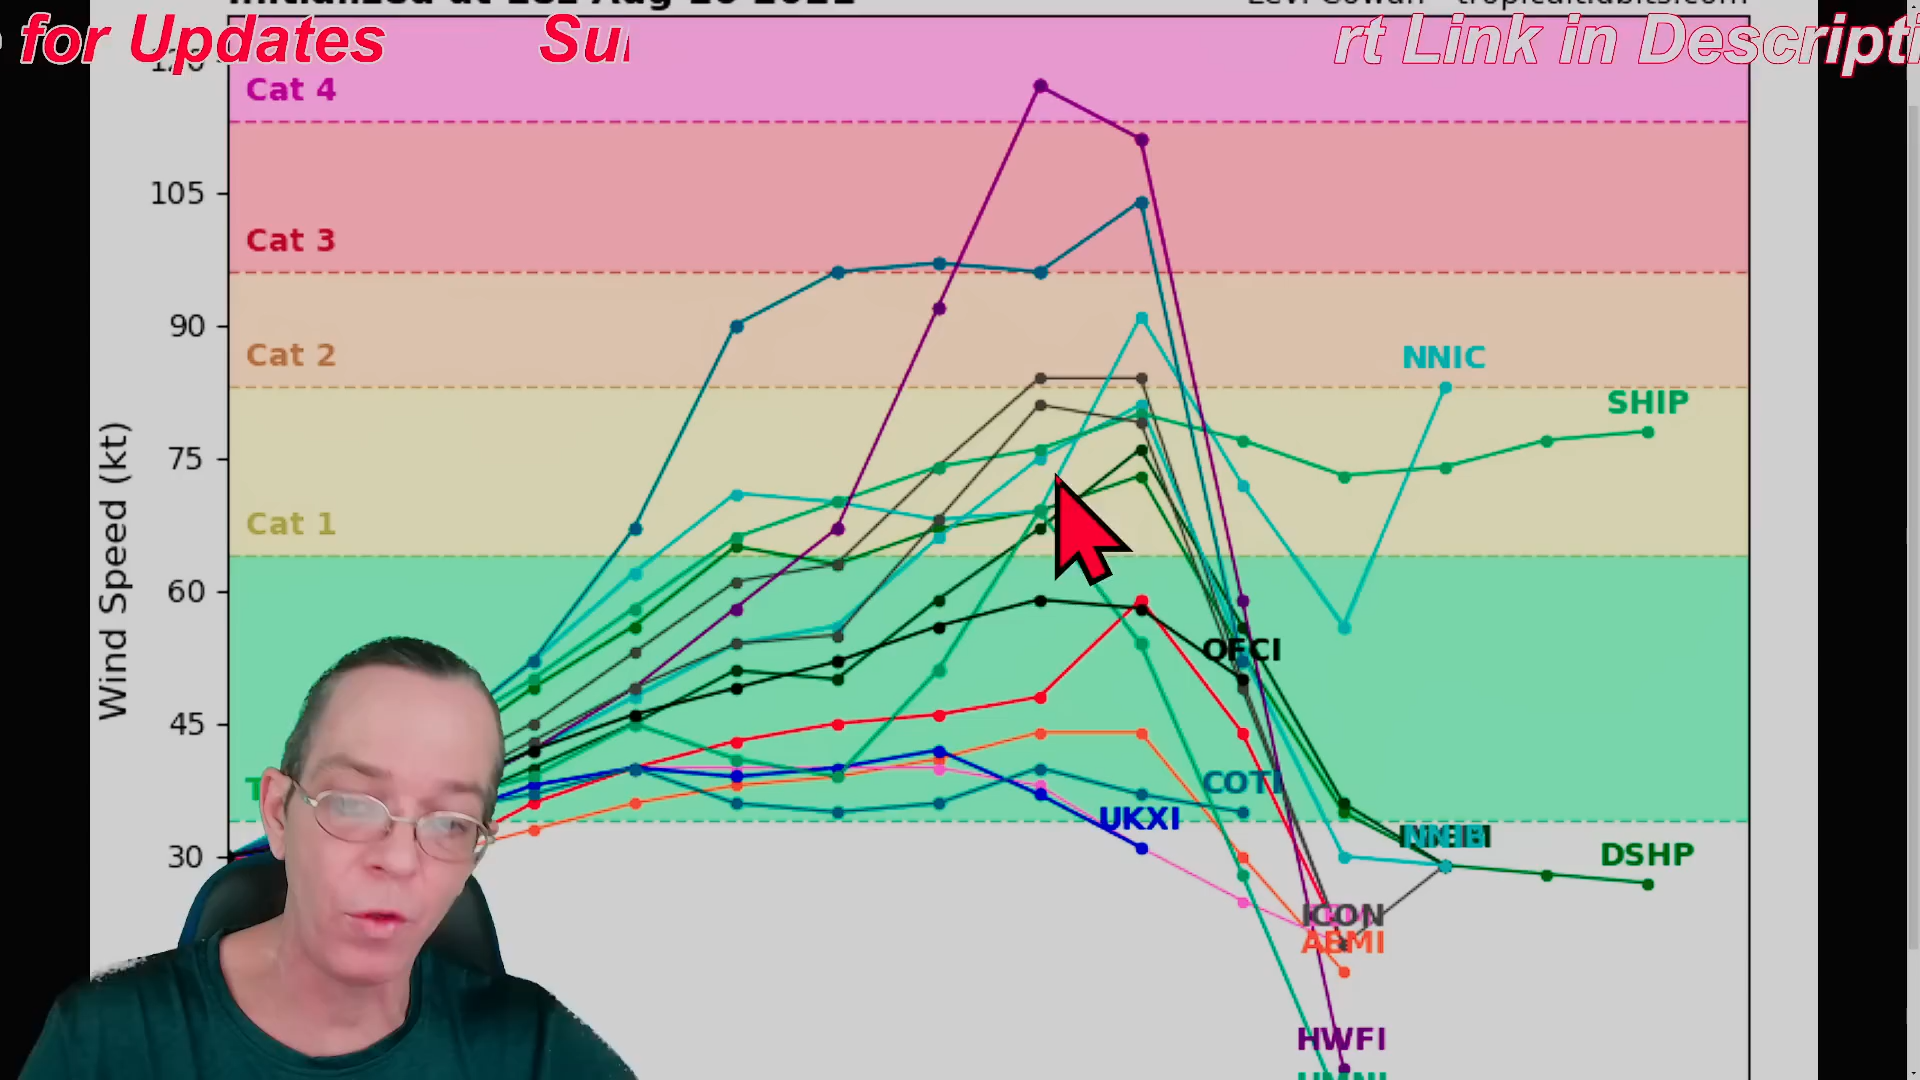 for Updates
rt Link in Descripti
120
Cat 4
105
Cat 3
90
Cat 2
NNIC
SHIP
75
Cat 1
Wind Speed (kt)
60
OFCI
45
COTI
UKXI
30
DSHP
ICON
AEMI
HWFI